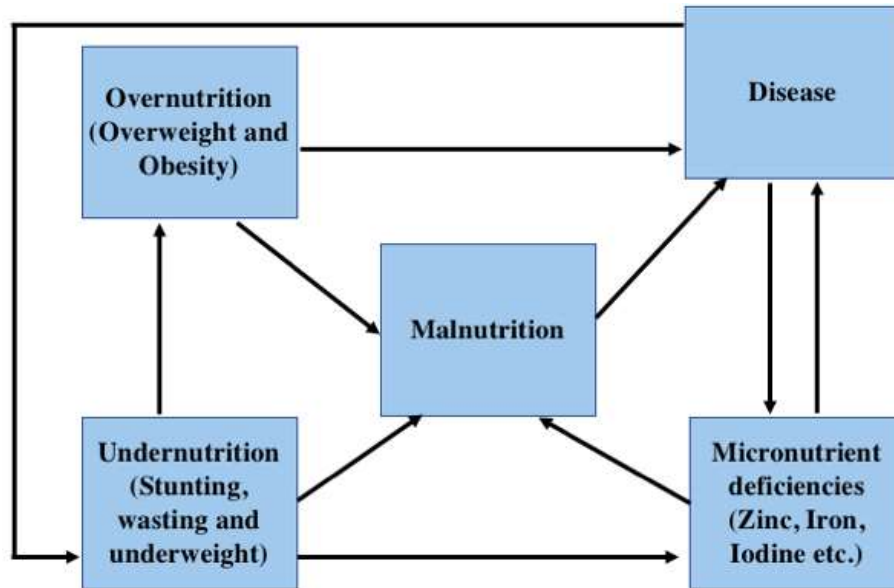 Overnutrition
(Overweight and
Obesity)
Disease
Malnutrition
Undernutrition
(Stunting,
wasting and
underweight)
Micronutrient
deficiencies
(Zinc, Iron,
Iodine etc.)